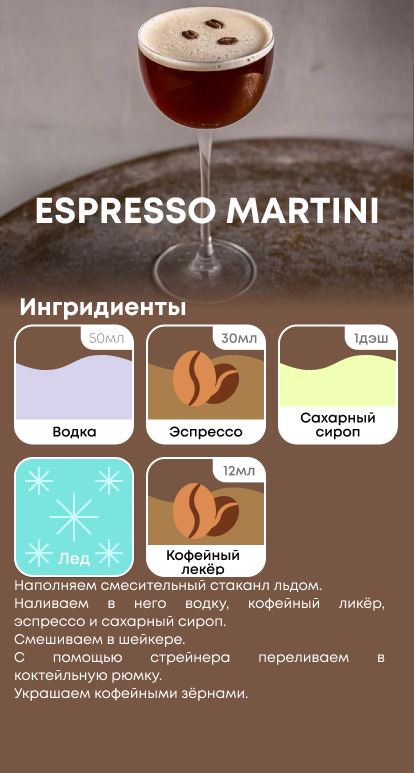 ESPRESSO MARTINI
Ингридиенты
50мл
30мл
1дэш
Водка
Эспрессо
Сахарный
сироп
12мл
Лед
Кофейный
лекёр
Наполняем смесительный стаканл льдом.
Наливаем в него водку, кофейный ликёр,
эспрессо и сахарный сироп.
Смешиваем в шейкере.
С помощью стрейнера переливаем в
коктейльную рюмку.
Украшаем кофейными зёрнами.